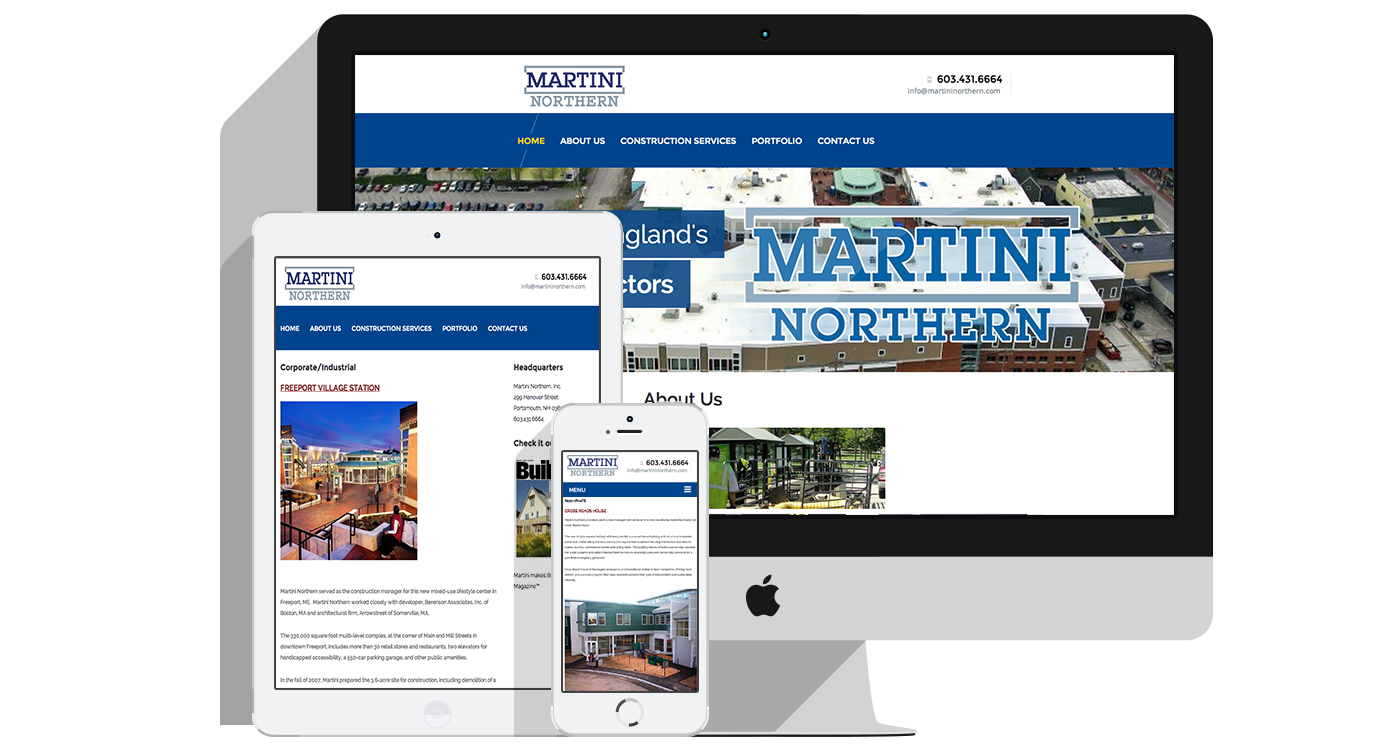 MARTINI
NORTHERN
603.431.6664
info@martininorthern.com
HOME ABOUT US CONSTRUCTION SERVICES PORTFOLIO CONTACT US
ngland's
ctors
MARTINI
NORTHERN
About Us
MARTINI
NORTHERN
603.431.6664
info@martininorthern.com
HOME ABOUT US CONSTRUCTION SERVICES PORTFOLIO CONTACT US
Corporate/Industrial
FREEPORT VILLAGE STATION
Martini Northern served as the construction manager for this new mixed-use lifestyle center in
Freeport, ME. Martini Northern worked closely with developer, Berenson Associates, Inc. of
Boston, MA and architectural firm, Arrowstreet of Somerville, MA.
The 330,000 square foot multi-level complex, at the corner of Main and Mill Streets in
downtown Freeport, includes more than 30 retail stores and restaurants, two elevators for
handicapped accessibility, a 550-car parking garage, and other public amenities.
In the fall of 2007, Martini prepared the 3.6-acre site for construction, including demolition of a
Headquarters
Martini Northern, Inc.
299 Hanover Street
Portsmouth, NH 038
603.431.6664
Check it ou
Buil
Martini makes B
Magazine™
MARTINI
NORTHERN
603.431.6664
info@martininorthern.com
MENU
Non-Profit
CROSS ROADS HOUSE